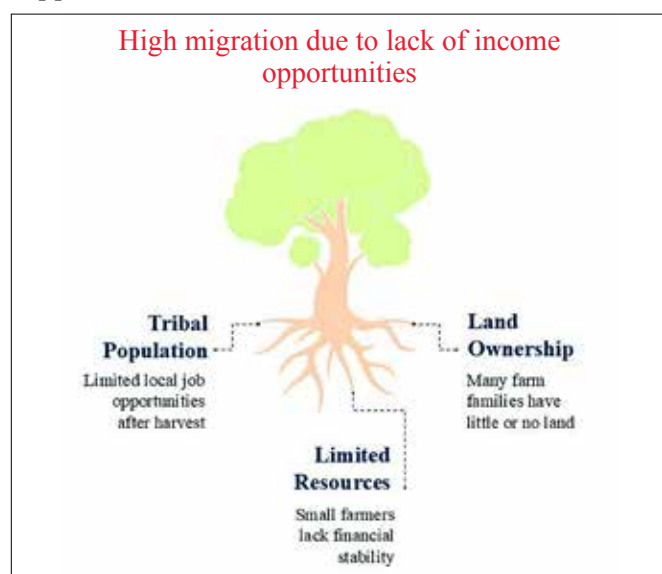 High migration due to lack of income
opportunities
Tribal
Population
Limited local job
opportunities
after harvest
Land
Ownership
Many farm
families have
little or no land
Limited
Resources
Small farmers
lack financial
stability